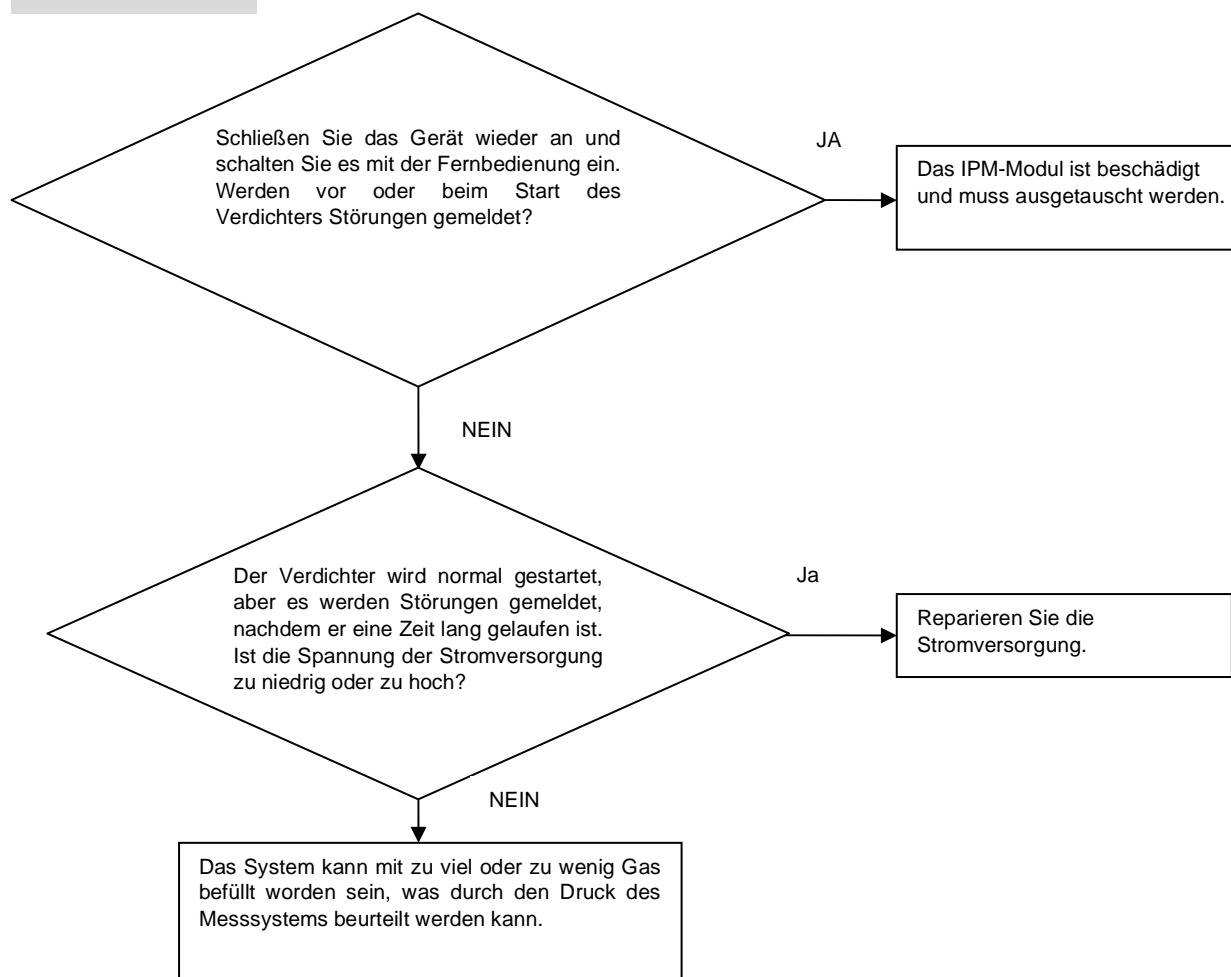 Schließen Sie das Gerät wieder an und
schalten Sie es mit der Fernbedienung ein.
Werden vor oder beim Start des
Verdichters Störungen gemeldet?
JA
Das IPM-Modul ist beschädigt
und muss ausgetauscht werden.
NEIN
Der Verdichter wird normal gestartet,
aber es werden Störungen gemeldet,
nachdem er eine Zeit lang gelaufen ist.
Ist die Spannung der Stromversorgung
zu niedrig oder zu hoch?
Ja
Reparieren Sie die
Stromversorgung.
NEIN
Das System kann mit zu viel oder zu wenig Gas
befüllt worden sein, was durch den Druck des
Messsystems beurteilt werden kann.